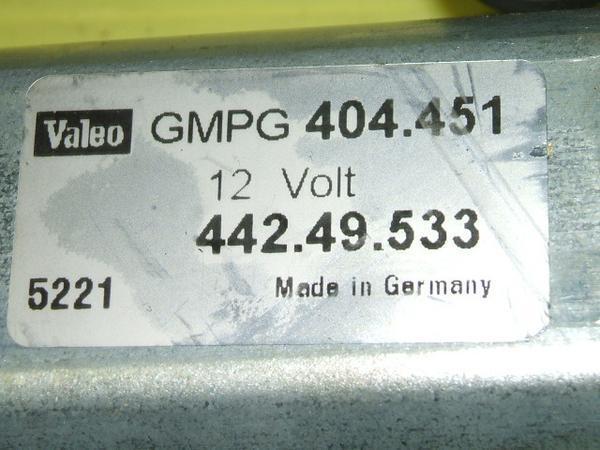 Valeo GMPG 404.451
12 Volt
442.49.533
5221 Made in Germany